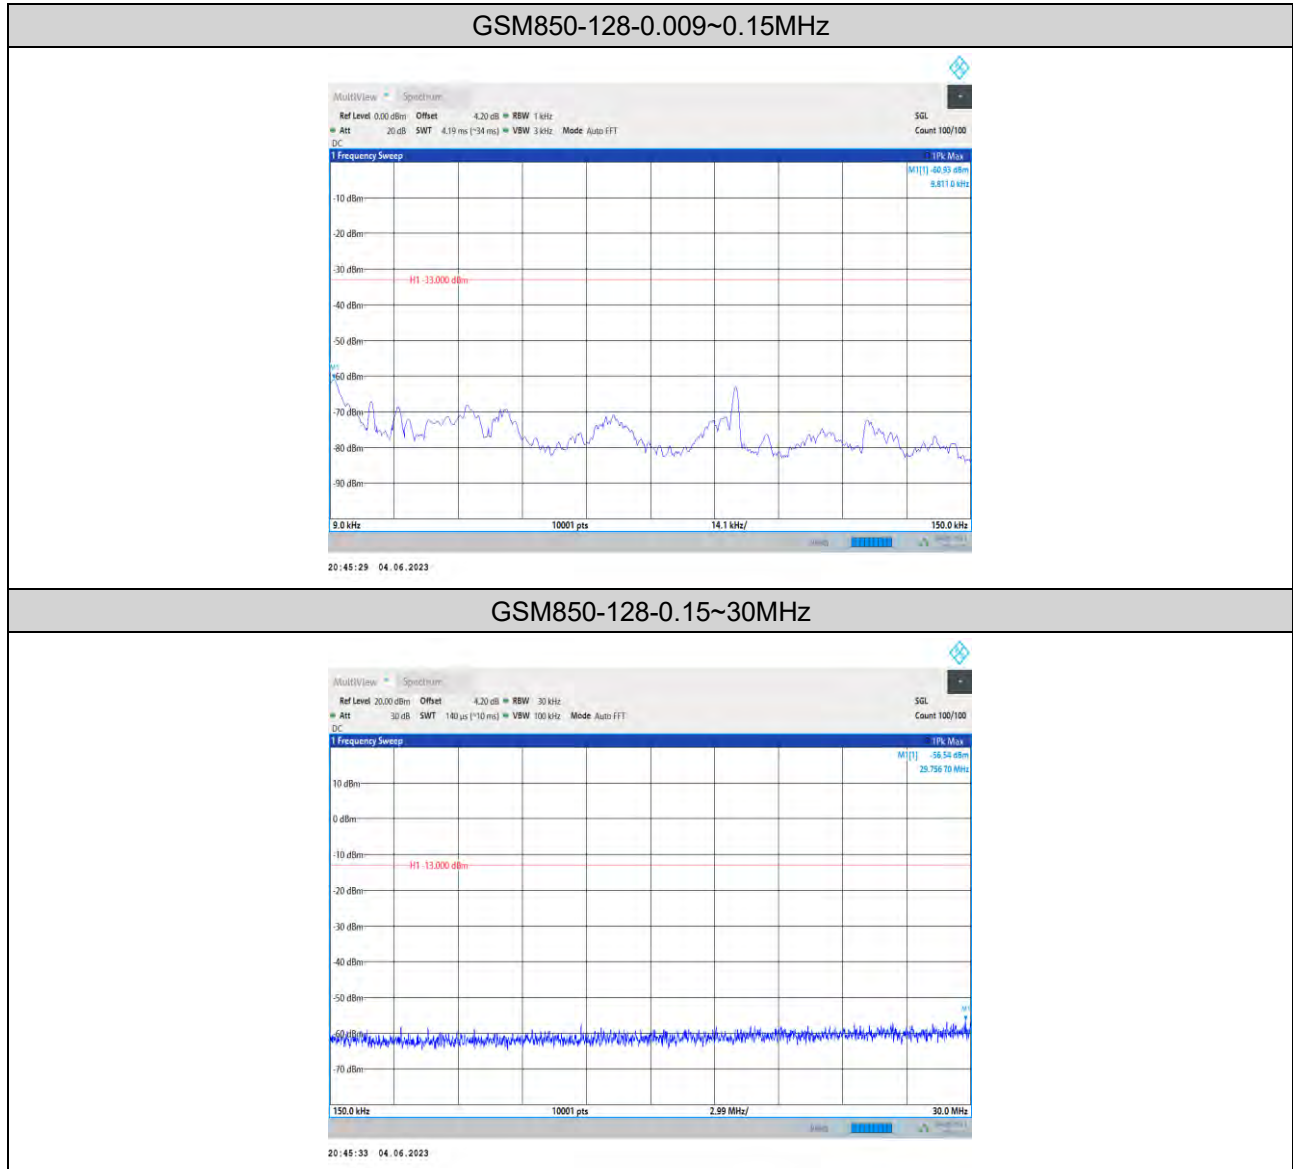 GSM850-128-0.009~0.15MHz
MultiView Spectrum
Ref Level 0.00 dBm Offset 4.20 dB RBW 1 kHz SGL
Att 20 dB SWT 4.19 ms (~34 ms) VBW 3 kHz Mode Auto FFT Count 100/100
DC
1 Frequency Sweep 1Pk Max
M1[1] -60.93 dBm
9.811 0 kHz
-10 dBm
-20 dBm
-30 dBm
H1 -33.000 dBm
-40 dBm
-50 dBm
M1
-60 dBm
-70 dBm
-80 dBm
-90 dBm
9.0 kHz 10001 pts 14.1 kHz/ 150.0 kHz
20:45:29 04.06.2023
GSM850-128-0.15~30MHz
MultiView Spectrum
Ref Level 20.00 dBm Offset 4.20 dB RBW 30 kHz SGL
Att 30 dB SWT 140 µs (~10 ms) VBW 100 kHz Mode Auto FFT Count 100/100
DC
1 Frequency Sweep 1Pk Max
M1[1] -56.54 dBm
29.756 70 MHz
10 dBm
0 dBm
-10 dBm
H1 -13.000 dBm
-20 dBm
-30 dBm
-40 dBm
-50 dBm
M1
-60 dBm
-70 dBm
150.0 kHz 10001 pts 2.99 MHz/ 30.0 MHz
20:45:33 04.06.2023